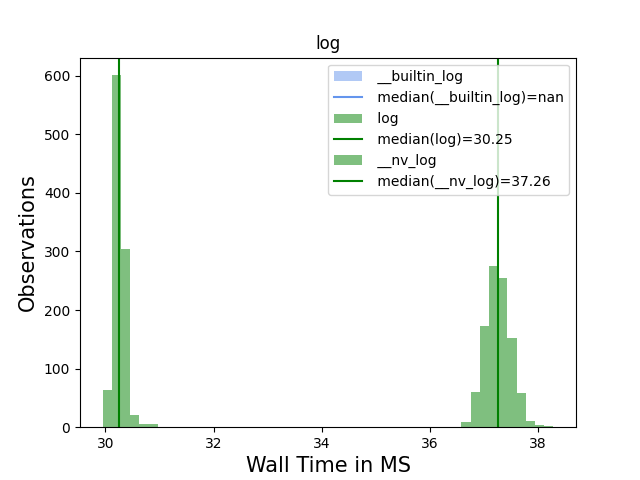 log
600
500
400
300
200
100
0
Observations
__builtin_log
median(__builtin_log)=nan
log
median(log)=30.25
__nv_log
median(__nv_log)=37.26
30 32 34 36 38
Wall Time in MS